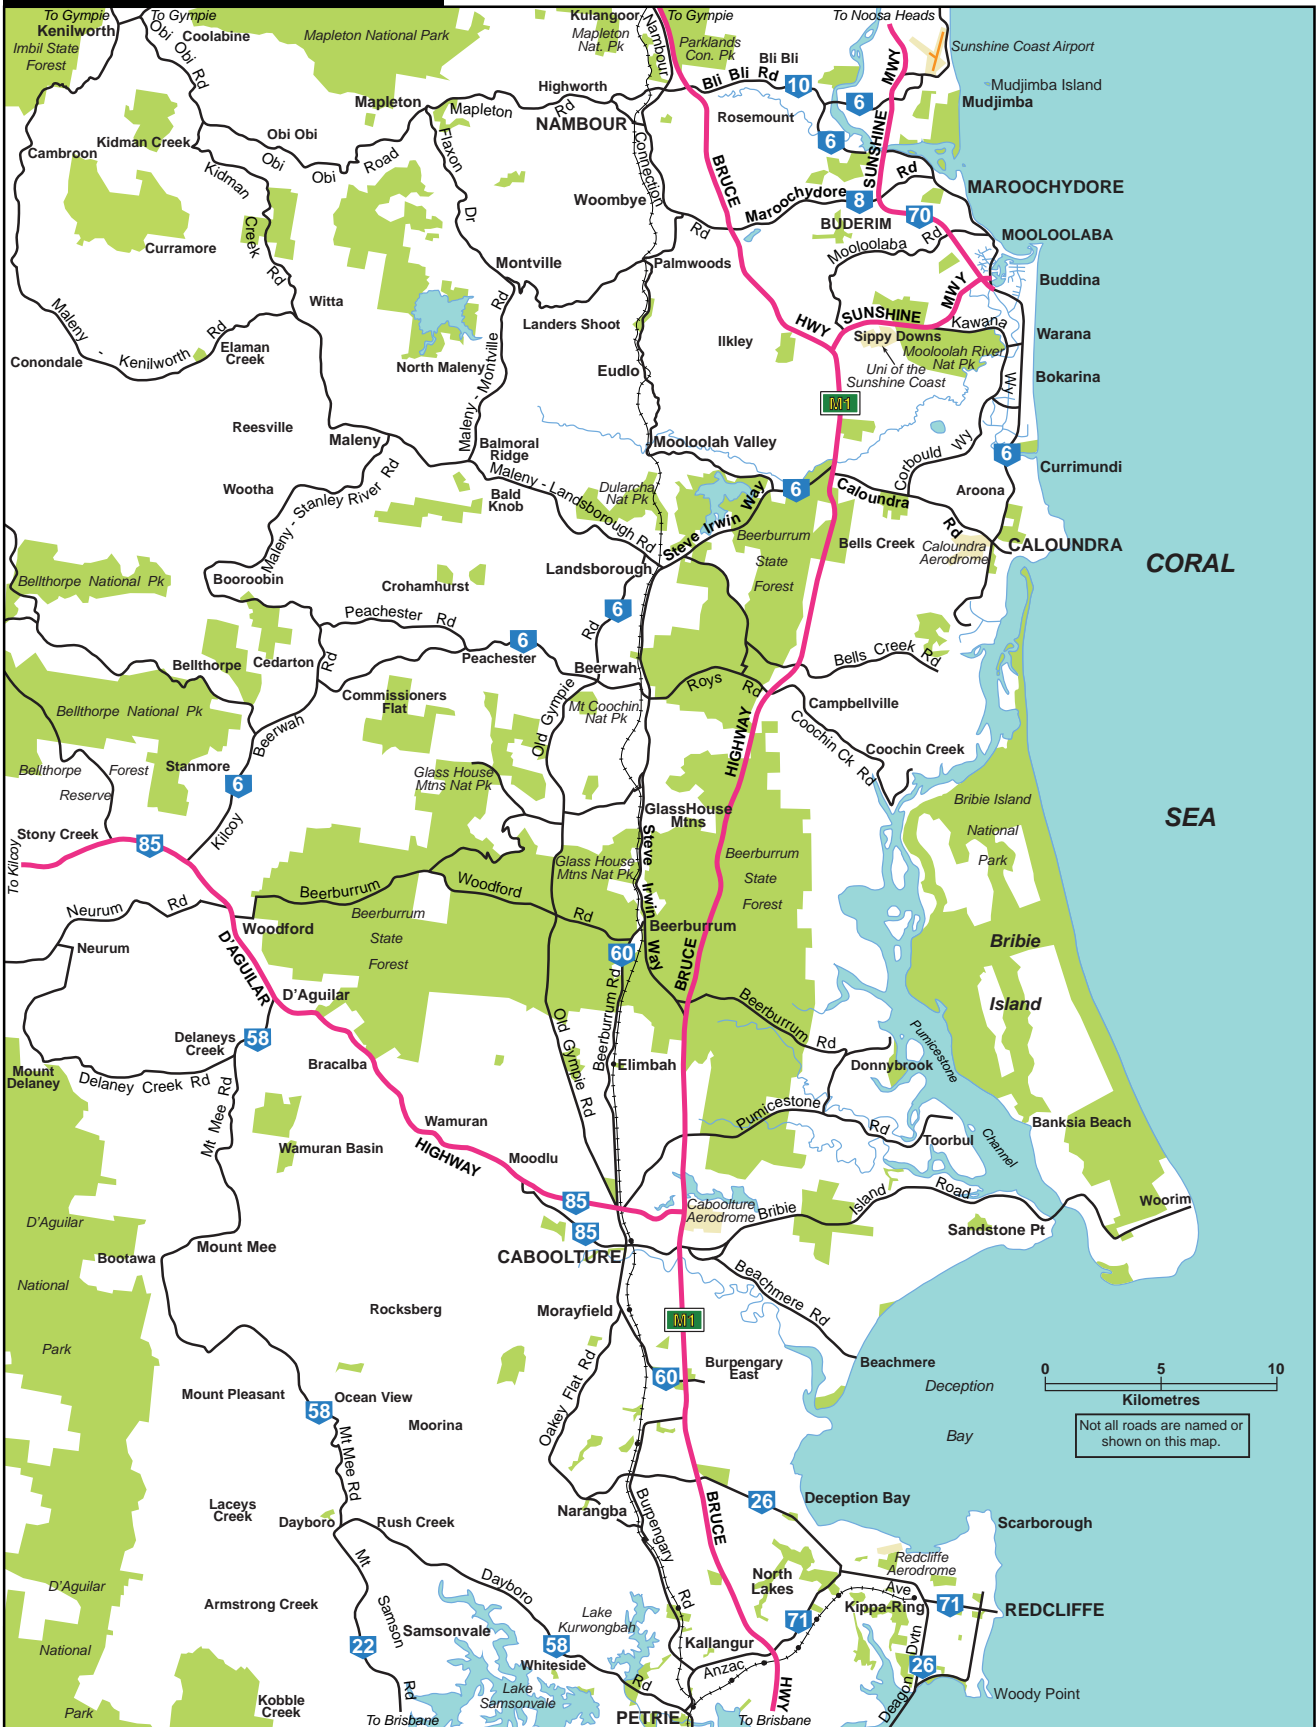 To Gympie
To Gympie
Kulangoor
To Gympie
To Noosa Heads
Kenilworth
Obi Obi Rd
Coolabine
Mapleton National Park
Mapleton
Nat. Pk
Nambour
Parklands
Con. Pk
Bli Bli
Sunshine Coast Airport
Imbil State
Forest
Highworth
Bli Bli Rd
10
MWY
Mudjimba Island
Mapleton
Mapleton
Rd
6
Mudjimba
NAMBOUR
Rosemount
Obi Obi
Kidman Creek
Cambroon
6
SUNSHINE
Obi
Obi
Road
Flaxon
Dr
Connection
Rd
Kidman
Creek
Rd
BRUCE
Rd
MAROOCHYDORE
Woombye
Maroochydore
8
70
BUDERIM
Rd
MOOLOOLABA
Curramore
Mooloolaba
Rd
Montville
Palmwoods
Buddina
MWY
Witta
Rd
Landers Shoot
HWY
SUNSHINE
Kawana
Maleny
-
Kenilworth
Rd
Elaman
Creek
Ilkley
Sippy Downs
Warana
Mooloolah River
Nat Pk
Conondale
North Maleny
Maleny - Montville
Eudlo
Uni of the
Sunshine Coast
Wy
Bokarina
M1
Reesville
Maleny
Balmoral
Ridge
Mooloolah Valley
Corbould
Wy
6
Currimundi
Wootha
Maleny - Stanley River Rd
Bald
Knob
Maleny - Landsborough Rd
Dularcha
Nat Pk
Steve Irwin Way
6
Caloundra
Rd
Aroona
Beerburrum
State
Forest
Bells Creek
Caloundra
Aerodrome
CALOUNDRA
CORAL
Bellthorpe National Pk
Booroobin
Landsborough
Crohamhurst
Peachester Rd
6
Rd
6
Peachester
Bellthorpe
Cedarton
Rd
Beerwah
Bells Creek Rd
Commissioners
Flat
Roys
Rd
Campbellville
Bellthorpe National Pk
Mt Coochin
Nat Pk
Old Gympie
Beerwah
HIGHWAY
Coochin Ck Rd
Coochin Creek
Bellthorpe
Forest
Reserve
Stanmore
Glass House
Mtns Nat Pk
6
Kilcoy
GlassHouse
Mtns
Bribie Island
National
Park
SEA
Stony Creek
85
To Kilcoy
Steve
Irwin
Way
Glass House
Mtns Nat Pk
Beerburrum
State
Forest
Neurum
Rd
Beerburrum
Woodford
Rd
Beerburrum
State
Forest
Woodford
Beerburrum
Neurum
60
Bribie
Island
D'AGUILAR
BRUCE
D'Aguilar
Beerburrum Rd
Old Gympie Rd
Beerburrum
Rd
Pumicestone
Channel
Delaneys
Creek
58
Bracalba
Elimbah
Donnybrook
Mount
Delaney
Delaney Creek Rd
Mt Mee Rd
Pumicestone
Rd
Wamuran
Banksia Beach
Toorbul
Wamuran Basin
HIGHWAY
Moodlu
85
Caboolture
Aerodrome
Bribie
Island
Road
Woorim
D'Aguilar
85
Sandstone Pt
Mount Mee
Bootawa
CABOOLTURE
National
Beachmere Rd
Rocksberg
Morayfield
M1
Park
Oakey Flat Rd
Burpengary
East
Beachmere
60
Deception
Bay
0
5
10
Kilometres
Not all roads are named or
shown on this map.
Mount Pleasant
Ocean View
58
Moorina
Mt Mee Rd
Laceys
Creek
Narangba
BRUCE
26
Deception Bay
Dayboro
Rush Creek
Burpengary
Rd
Scarborough
Mt
Samson
Rd
Dayboro
Rd
Redcliffe
Aerodrome
D'Aguilar
North
Lakes
Ave
Armstrong Creek
Kippa-Ring
71
REDCLIFFE
Lake
Kurwongbah
71
Samsonvale
22
58
Kallangur
Dvtn
National
Whiteside
Anzac
26
Lake
Samsonvale
HWY
Deagon
Woody Point
Park
Kobble
Creek
To Brisbane
PETRIE
To Brisbane